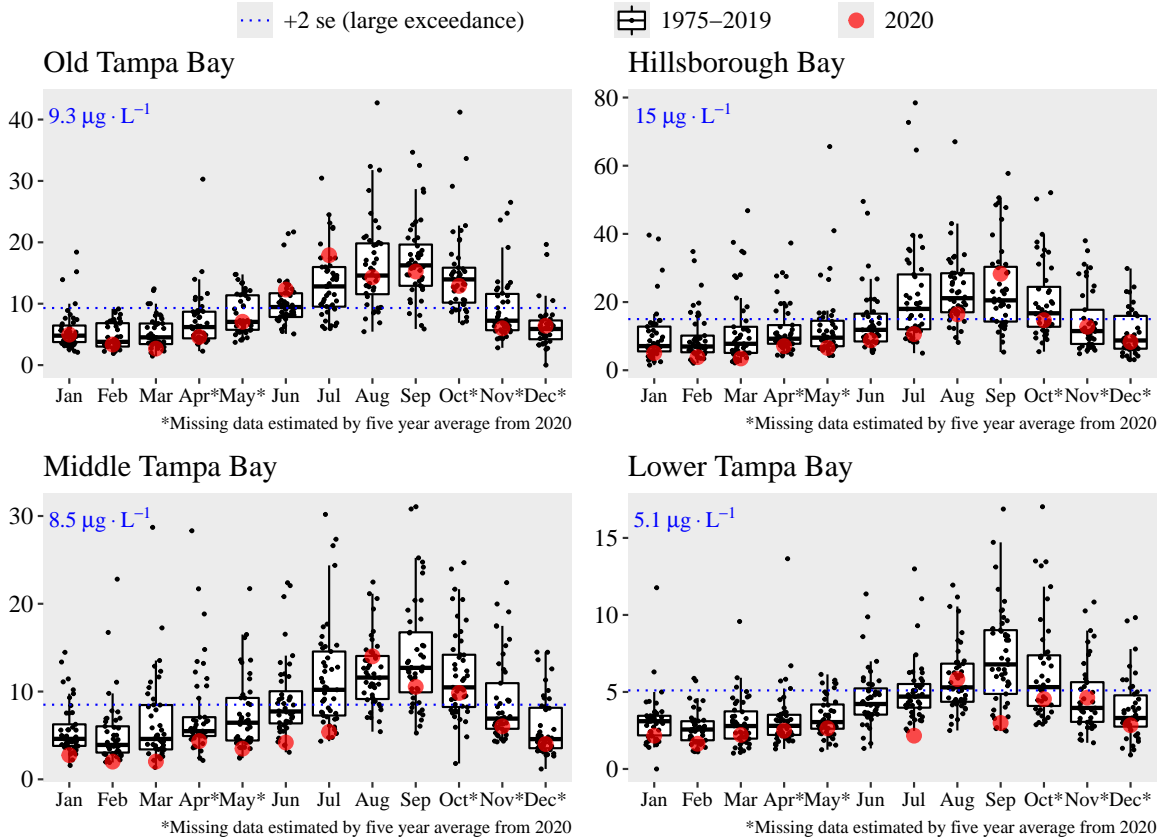 +2 se (large exceedance) 1975–2019 2020
Old Tampa Bay
9.3 μg · L⁻¹
40
30
20
10
0
Jan Feb Mar Apr* May* Jun Jul Aug Sep Oct* Nov* Dec*
*Missing data estimated by five year average from 2020
Hillsborough Bay
15 μg · L⁻¹
80
60
40
20
0
Jan Feb Mar Apr* May* Jun Jul Aug Sep Oct* Nov* Dec*
*Missing data estimated by five year average from 2020
Middle Tampa Bay
8.5 μg · L⁻¹
30
20
10
0
Jan Feb Mar Apr* May* Jun Jul Aug Sep Oct* Nov* Dec*
*Missing data estimated by five year average from 2020
Lower Tampa Bay
5.1 μg · L⁻¹
15
10
5
0
Jan Feb Mar Apr* May* Jun Jul Aug Sep Oct* Nov* Dec*
*Missing data estimated by five year average from 2020